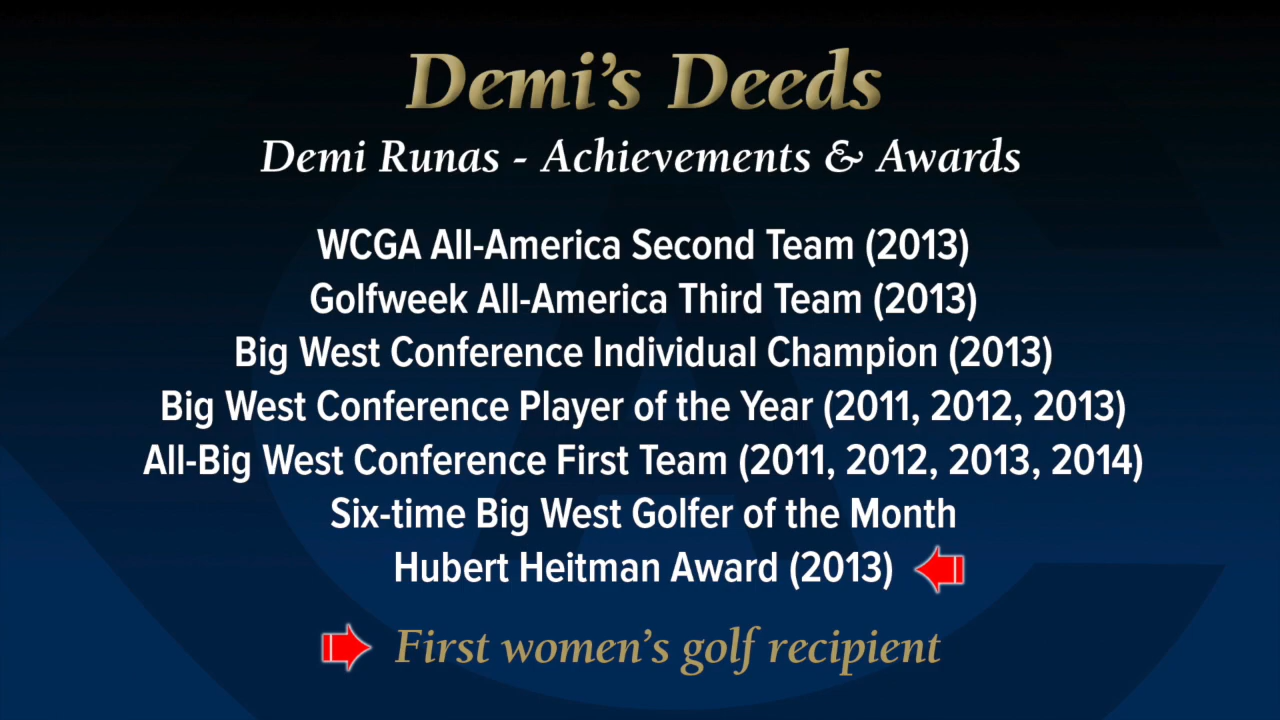 Demi's Deeds
Demi Runas - Achievements & Awards
WCGA All-America Second Team (2013)
Golfweek All-America Third Team (2013)
Big West Conference Individual Champion (2013)
Big West Conference Player of the Year (2011, 2012, 2013)
All-Big West Conference First Team (2011, 2012, 2013, 2014)
Six-time Big West Golfer of the Month
Hubert Heitman Award (2013)
First women's golf recipient